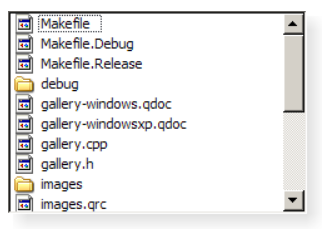 Makefile
Makefile.Debug
Makefile.Release
debug
gallery-windows.qdoc
gallery-windowsxp.qdoc
gallery.cpp
gallery.h
images
images.qrc